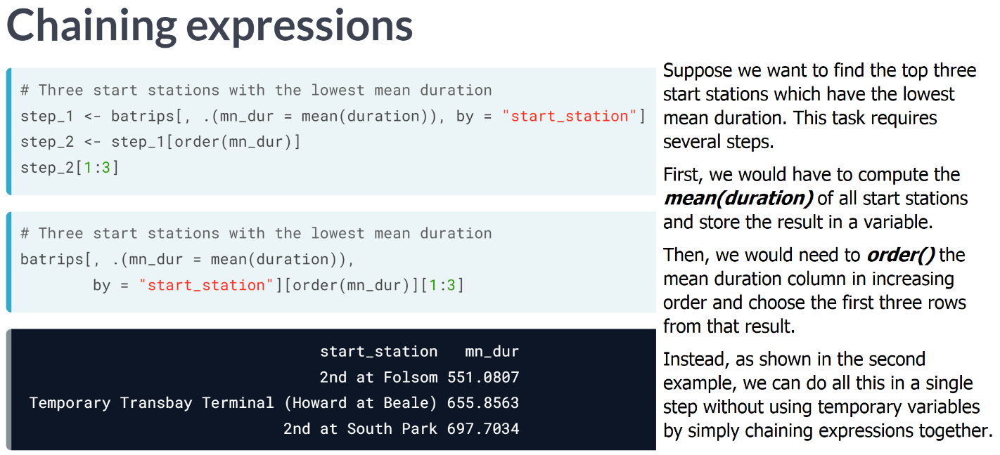 Chaining expressions
# Three start stations with the lowest mean duration
step_1 <- batrips[, .(mn_dur = mean(duration)), by = "start_station"]
step_2 <- step_1[order(mn_dur)]
step_2[1:3]
# Three start stations with the lowest mean duration
batrips[, .(mn_dur = mean(duration)),
        by = "start_station"][order(mn_dur)][1:3]
start_station   mn_dur
2nd at Folsom 551.0807
Temporary Transbay Terminal (Howard at Beale) 655.8563
2nd at South Park 697.7034
Suppose we want to find the top three
start stations which have the lowest
mean duration. This task requires
several steps.
First, we would have to compute the
mean(duration) of all start stations
and store the result in a variable.
Then, we would need to order() the
mean duration column in increasing
order and choose the first three rows
from that result.
Instead, as shown in the second
example, we can do all this in a single
step without using temporary variables
by simply chaining expressions together.